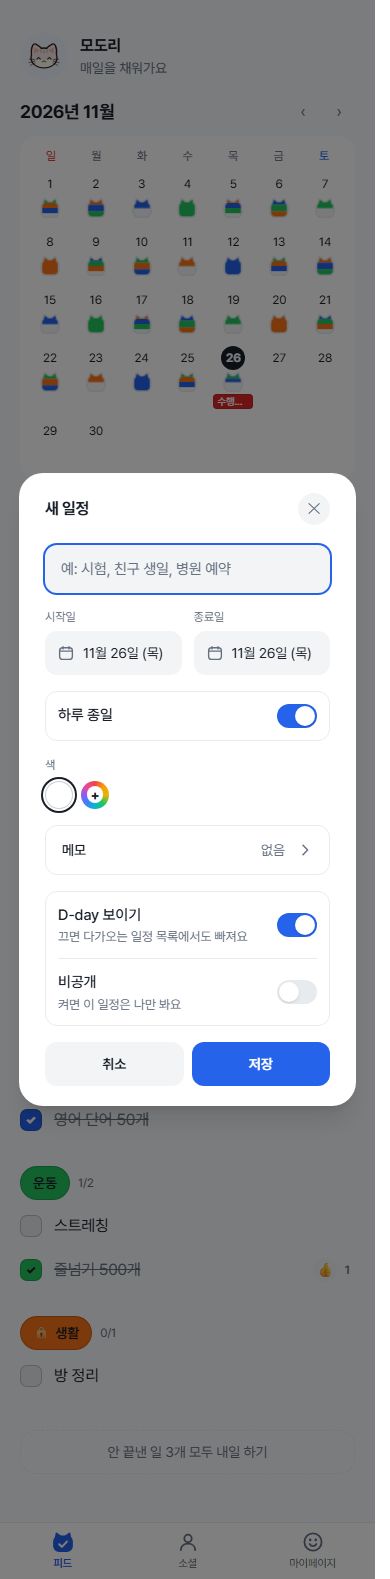 모도리
매일을 채워가요
2026년 11월
‹ ›
일 월 화 수 목 금 토
1 2 3 4 5 6 7
8 9 10 11 12 13 14
15 16 17 18 19 20 21
22 23 24 25 26 27 28
수행...
29 30
새 일정
예: 시험, 친구 생일, 병원 예약
시작일 종료일
11월 26일 (목) 11월 26일 (목)
하루 종일
색
메모 없음
D-day 보이기
끄면 다가오는 일정 목록에서도 빠져요
비공개
켜면 이 일정은 나만 봐요
취소 저장
영어 단어 50개
운동 1/2
스트레칭
줄넘기 500개 1
생활 0/1
방 정리
안 끝낸 일 3개 모두 내일 하기
피드 소셜 마이페이지